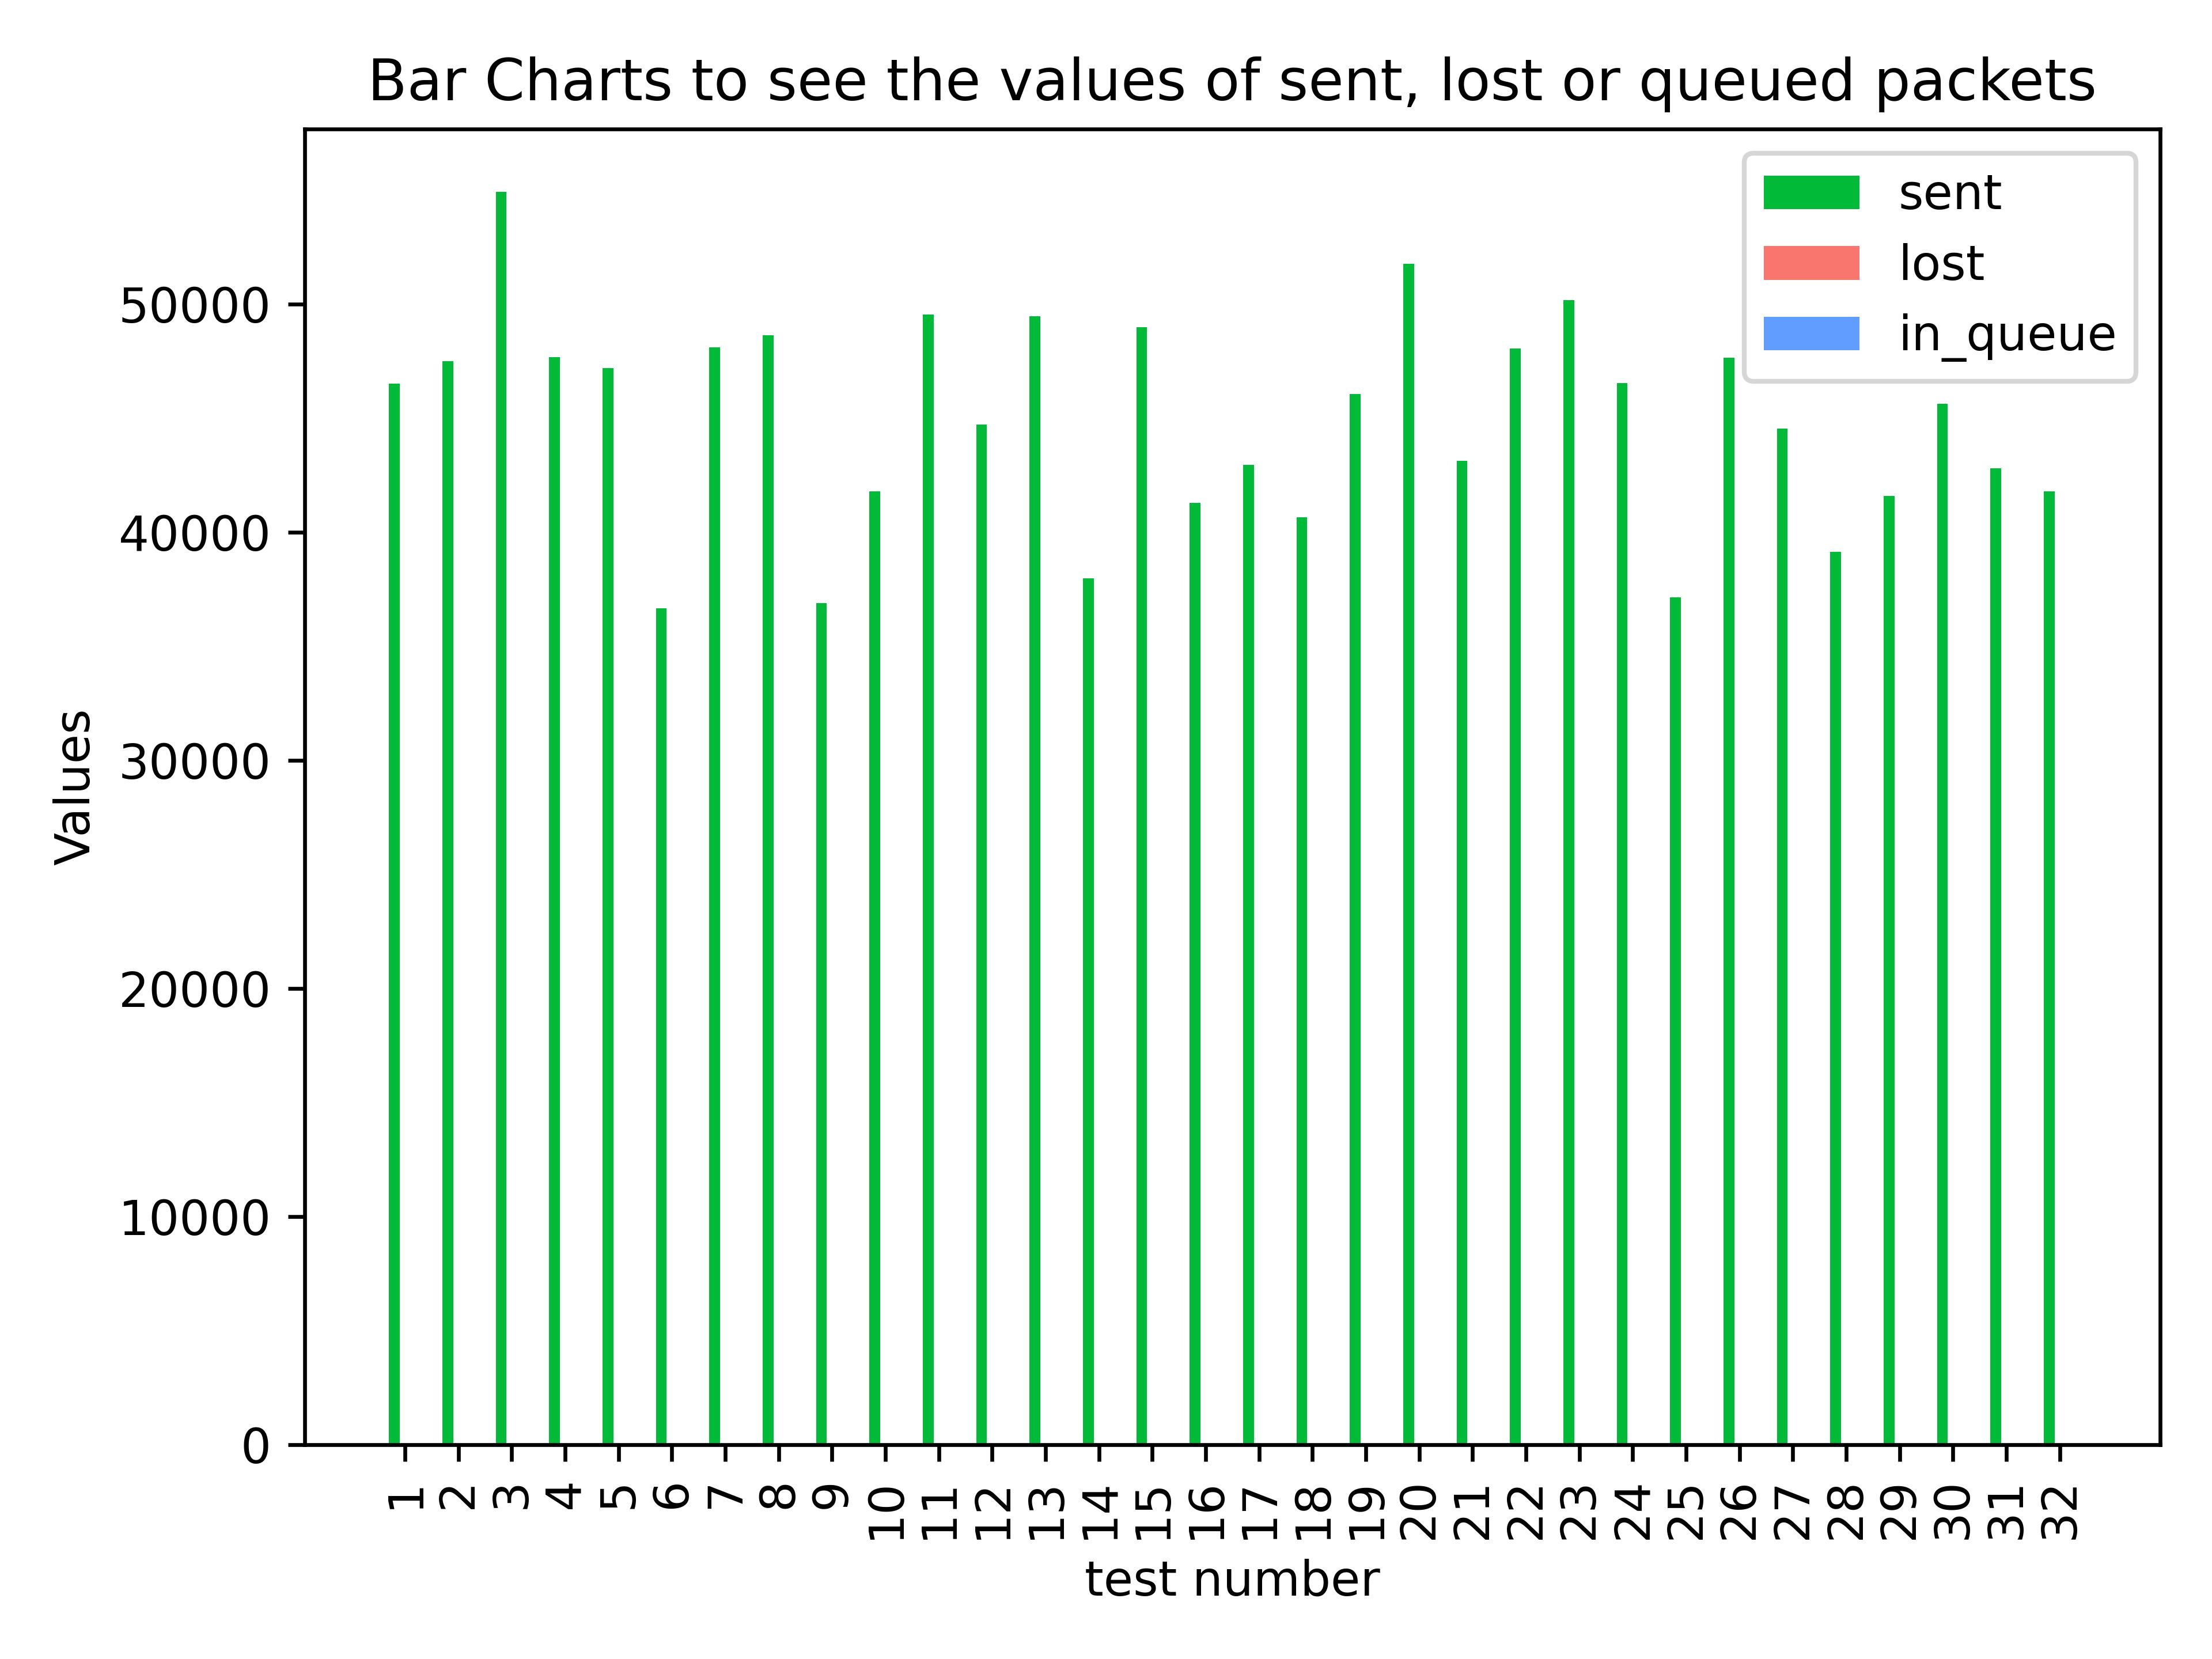 Bar Charts to see the values of sent, lost or queued packets
sent
lost
in_queue
Values
50000
40000
30000
20000
10000
0
1 2 3 4 5 6 7 8 9 10 11 12 13 14 15 16 17 18 19 20 21 22 23 24 25 26 27 28 29 30 31 32
test number